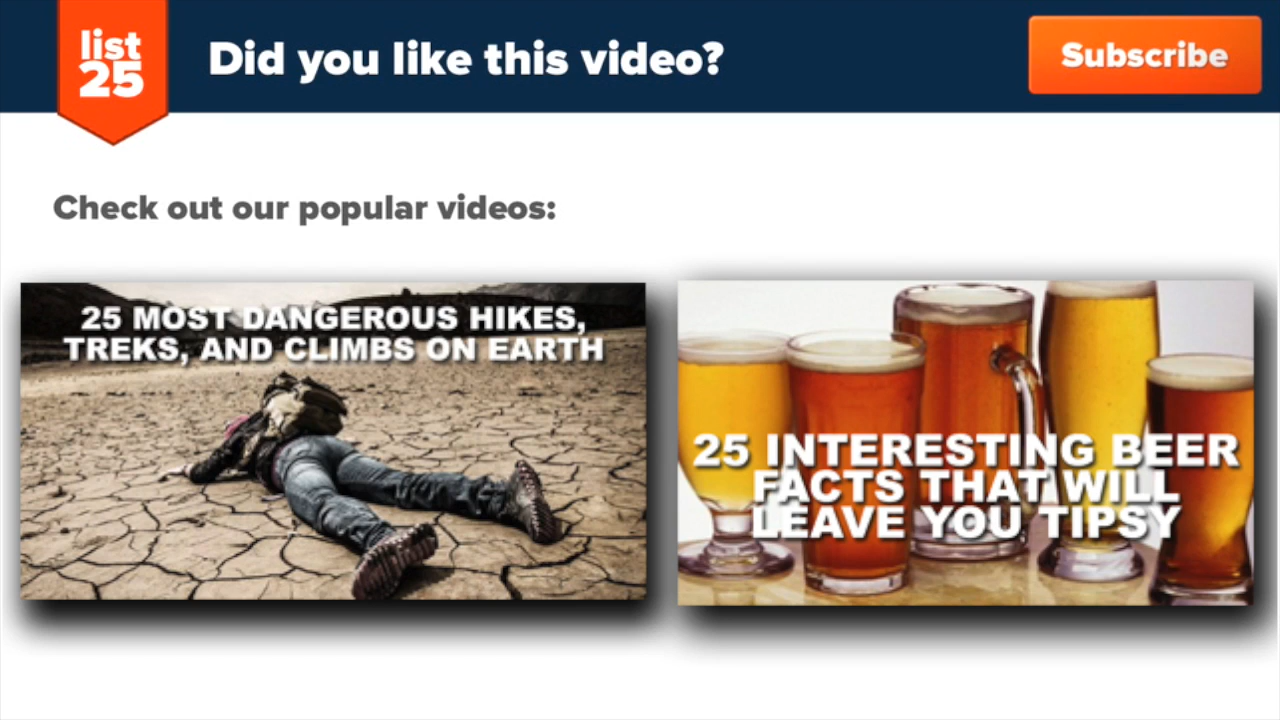 list
25
Did you like this video?
Subscribe
Check out our popular videos:
25 MOST DANGEROUS HIKES,
TREKS, AND CLIMBS ON EARTH
25 INTERESTING BEER
FACTS THAT WILL
LEAVE YOU TIPSY